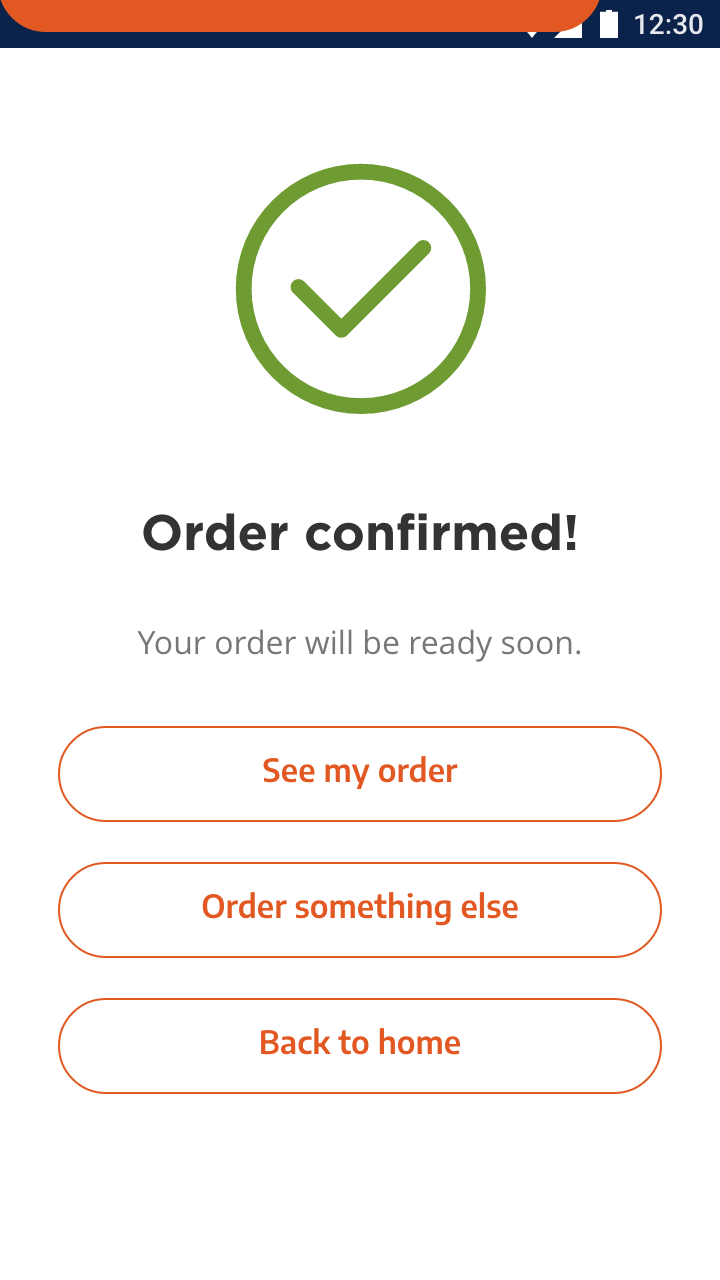 12:30
Order confirmed!
Your order will be ready soon.
See my order
Order something else
Back to home